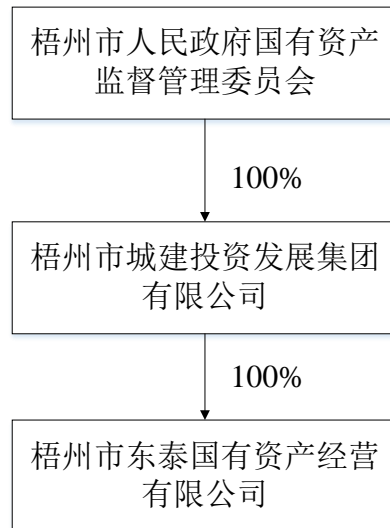 梧州市人民政府国有资产
监督管理委员会
100%
梧州市城建投资发展集团
有限公司
100%
梧州市东泰国有资产经营
有限公司